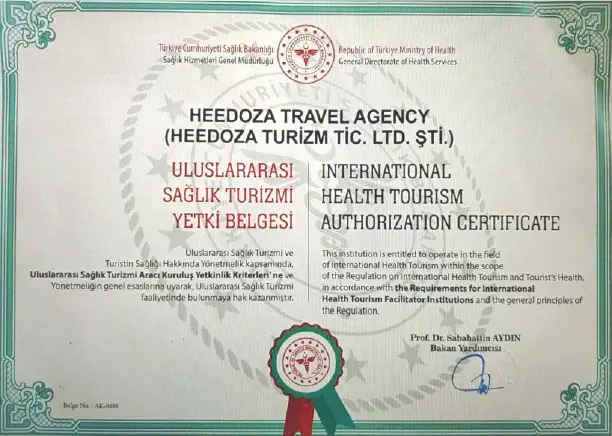 Türkiye Cumhuriyeti Sağlık Bakanlığı
Sağlık Hizmetleri Genel Müdürlüğü
Republic of Türkiye Ministry of Health
General Directorate of Health Services
HEEDOZA TRAVEL AGENCY
(HEEDOZA TURİZM TİC. LTD. ŞTİ.)
ULUSLARARASI
SAĞLIK TURİZMİ
YETKİ BELGESİ
INTERNATIONAL
HEALTH TOURISM
AUTHORIZATION CERTIFICATE
Uluslararası Sağlık Turizmi ve
Turistin Sağlığı Hakkında Yönetmelik kapsamında,
Uluslararası Sağlık Turizmi Aracı Kuruluş Yetkinlik Kriterleri'ne ve
Yönetmeliğin genel esaslarına uyarak, Uluslararası Sağlık Turizmi
faaliyetinde bulunmaya hak kazanmıştır.
This institution is entitled to operate in the field
of international Health Tourism within the scope
of the Regulation on International Health Tourism and Tourist's Health,
in accordance with the Requirements for International
Health Tourism Facilitator Institutions and the general principles of
the Regulation.
Prof. Dr. Sabahattin AYDIN
Bakan Yardımcısı
Belge No. : AK-0488